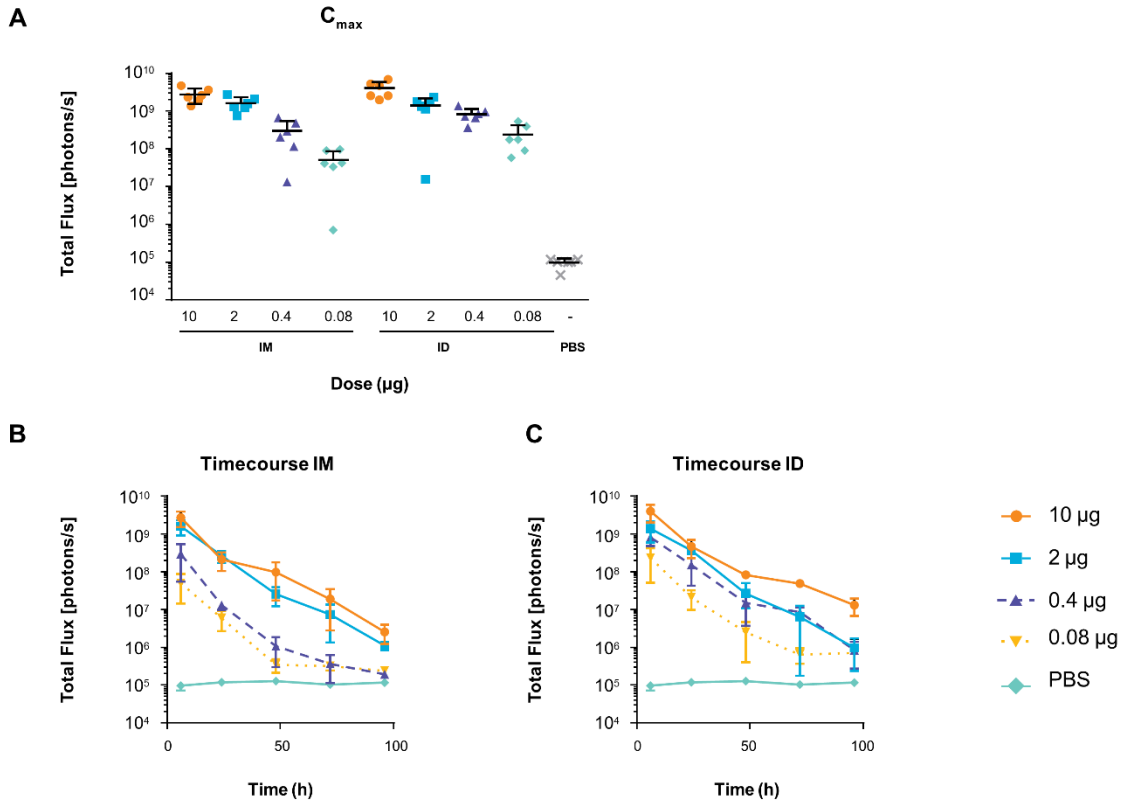 A
Cmax
Total Flux [photons/s]
10¹⁰
10⁹
10⁸
10⁷
10⁶
10⁵
10⁴
10 2 0.4 0.08 10 2 0.4 0.08 -
IM ID PBS
Dose (µg)
B
Timecourse IM
Total Flux [photons/s]
10¹⁰
10⁹
10⁸
10⁷
10⁶
10⁵
10⁴
0 50 100
Time (h)
C
Timecourse ID
Total Flux [photons/s]
10¹⁰
10⁹
10⁸
10⁷
10⁶
10⁵
10⁴
0 50 100
Time (h)
10 µg
2 µg
0.4 µg
0.08 µg
PBS